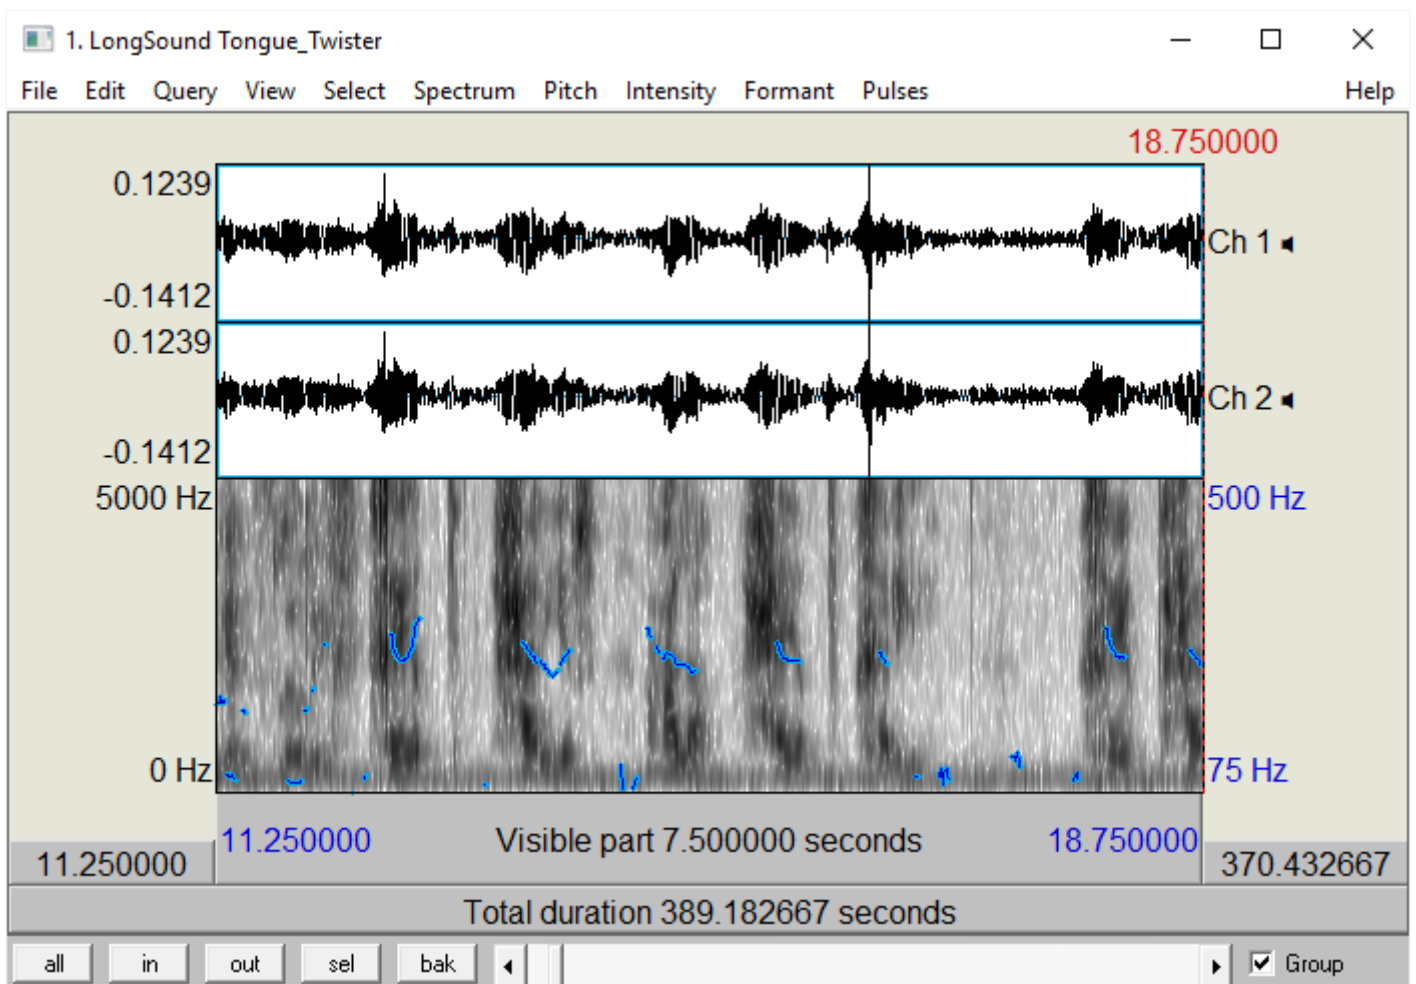 1. LongSound Tongue_Twister
File Edit Query View Select Spectrum Pitch Intensity Formant Pulses Help
18.750000
0.1239
Ch 1
-0.1412
0.1239
Ch 2
-0.1412
5000 Hz 500 Hz
0 Hz 75 Hz
11.250000 Visible part 7.500000 seconds 18.750000
11.250000 370.432667
Total duration 389.182667 seconds
all in out sel bak Group